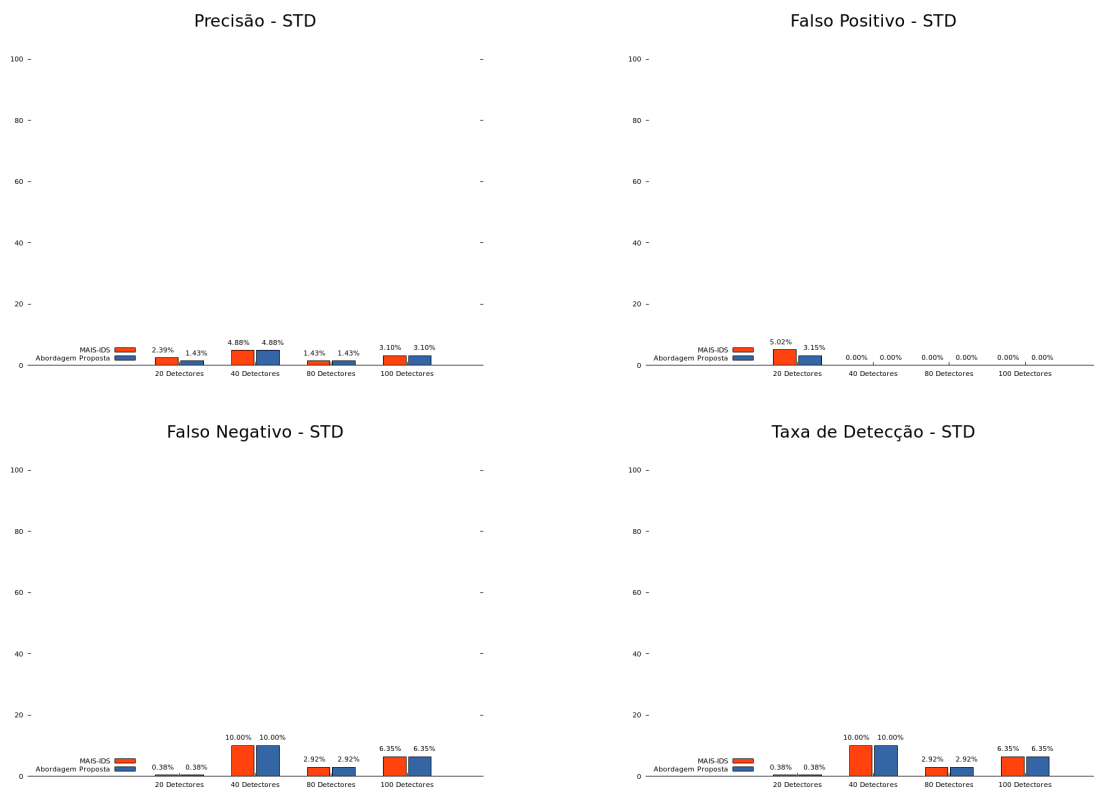 Precisão - STD
100
80
60
40
20
0
MAIS-IDS
Abordagem Proposta
2.39% 1.43% 4.88% 4.88% 1.43% 1.43% 3.10% 3.10%
20 Detectores 40 Detectores 80 Detectores 100 Detectores
Falso Positivo - STD
100
80
60
40
20
0
MAIS-IDS
Abordagem Proposta
5.02% 3.15% 0.00% 0.00% 0.00% 0.00% 0.00% 0.00%
20 Detectores 40 Detectores 80 Detectores 100 Detectores
Falso Negativo - STD
100
80
60
40
20
0
MAIS-IDS
Abordagem Proposta
0.38% 0.38% 10.00% 10.00% 2.92% 2.92% 6.35% 6.35%
20 Detectores 40 Detectores 80 Detectores 100 Detectores
Taxa de Detecção - STD
100
80
60
40
20
0
MAIS-IDS
Abordagem Proposta
0.38% 0.38% 10.00% 10.00% 2.92% 2.92% 6.35% 6.35%
20 Detectores 40 Detectores 80 Detectores 100 Detectores